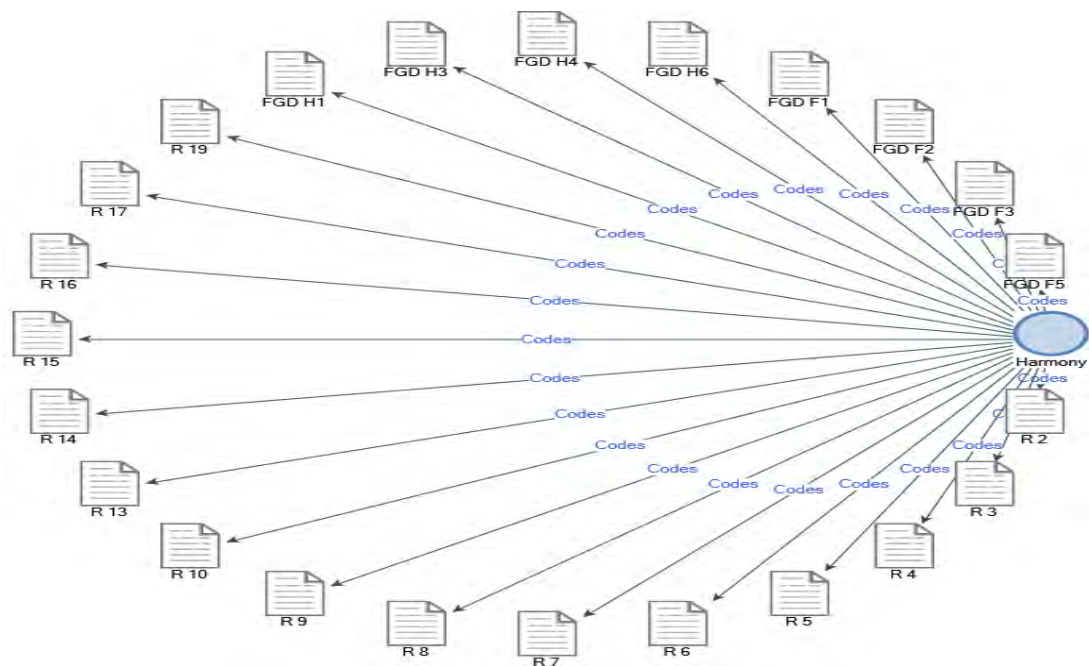 FGD H4
FGD H3
FGD H6
FGD H1
FGD F1
R 19
FGD F2
R 17
Codes
Codes
Codes
Codes
Codes
FGD F3
Codes
Codes
Codes
R 16
Codes
FGD F5
Codes
Codes
R 15
Codes
Harmony
Codes
Codes
R 14
Codes
R 2
Codes
Codes
R 13
Codes
Codes
Codes
Codes
Codes
R 3
R 10
R 4
R 9
R 5
R 8
R 7
R 6